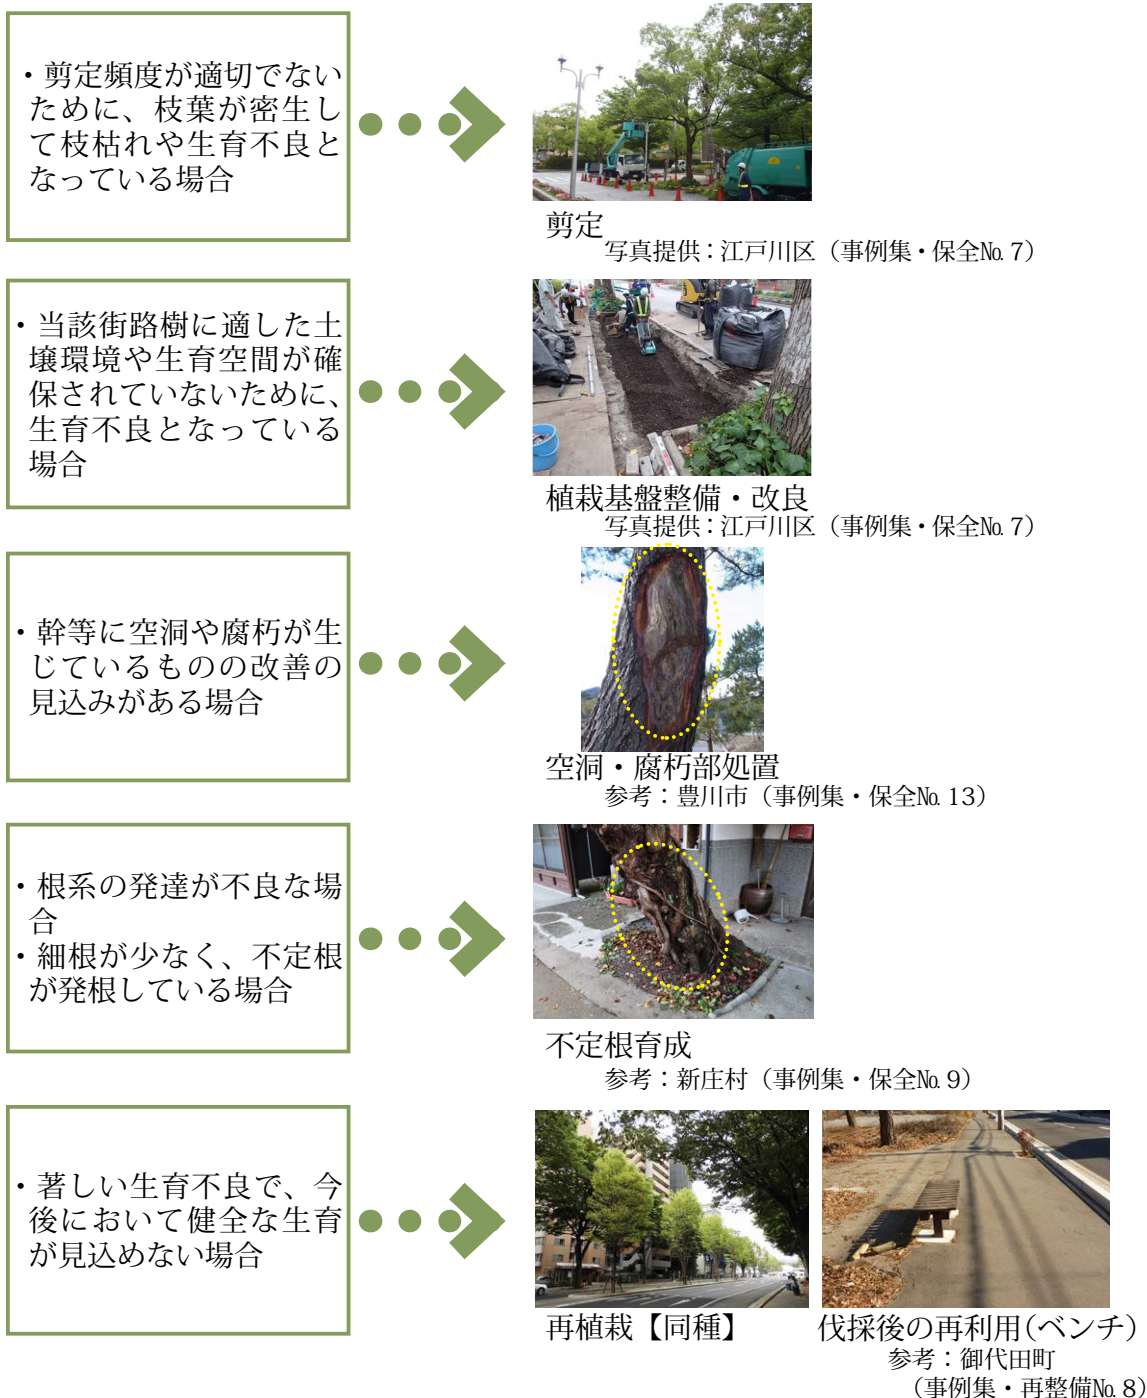 ・剪定頻度が適切でない
ために、枝葉が密生し
て枝枯れや生育不良と
なっている場合
剪定
写真提供：江戸川区（事例集・保全№7）
・当該街路樹に適した土
壌環境や生育空間が確
保されていないために、
生育不良となっている
場合
植栽基盤整備・改良
写真提供：江戸川区（事例集・保全№7）
・幹等に空洞や腐朽が生
じているものの改善の
見込みがある場合
空洞・腐朽部処置
参考：豊川市（事例集・保全№13）
・根系の発達が不良な場
合
・細根が少なく、不定根
が発根している場合
不定根育成
参考：新庄村（事例集・保全№9）
・著しい生育不良で、今
後において健全な生育
が見込めない場合
再植栽【同種】
伐採後の再利用(ベンチ)
参考：御代田町
（事例集・再整備№8）